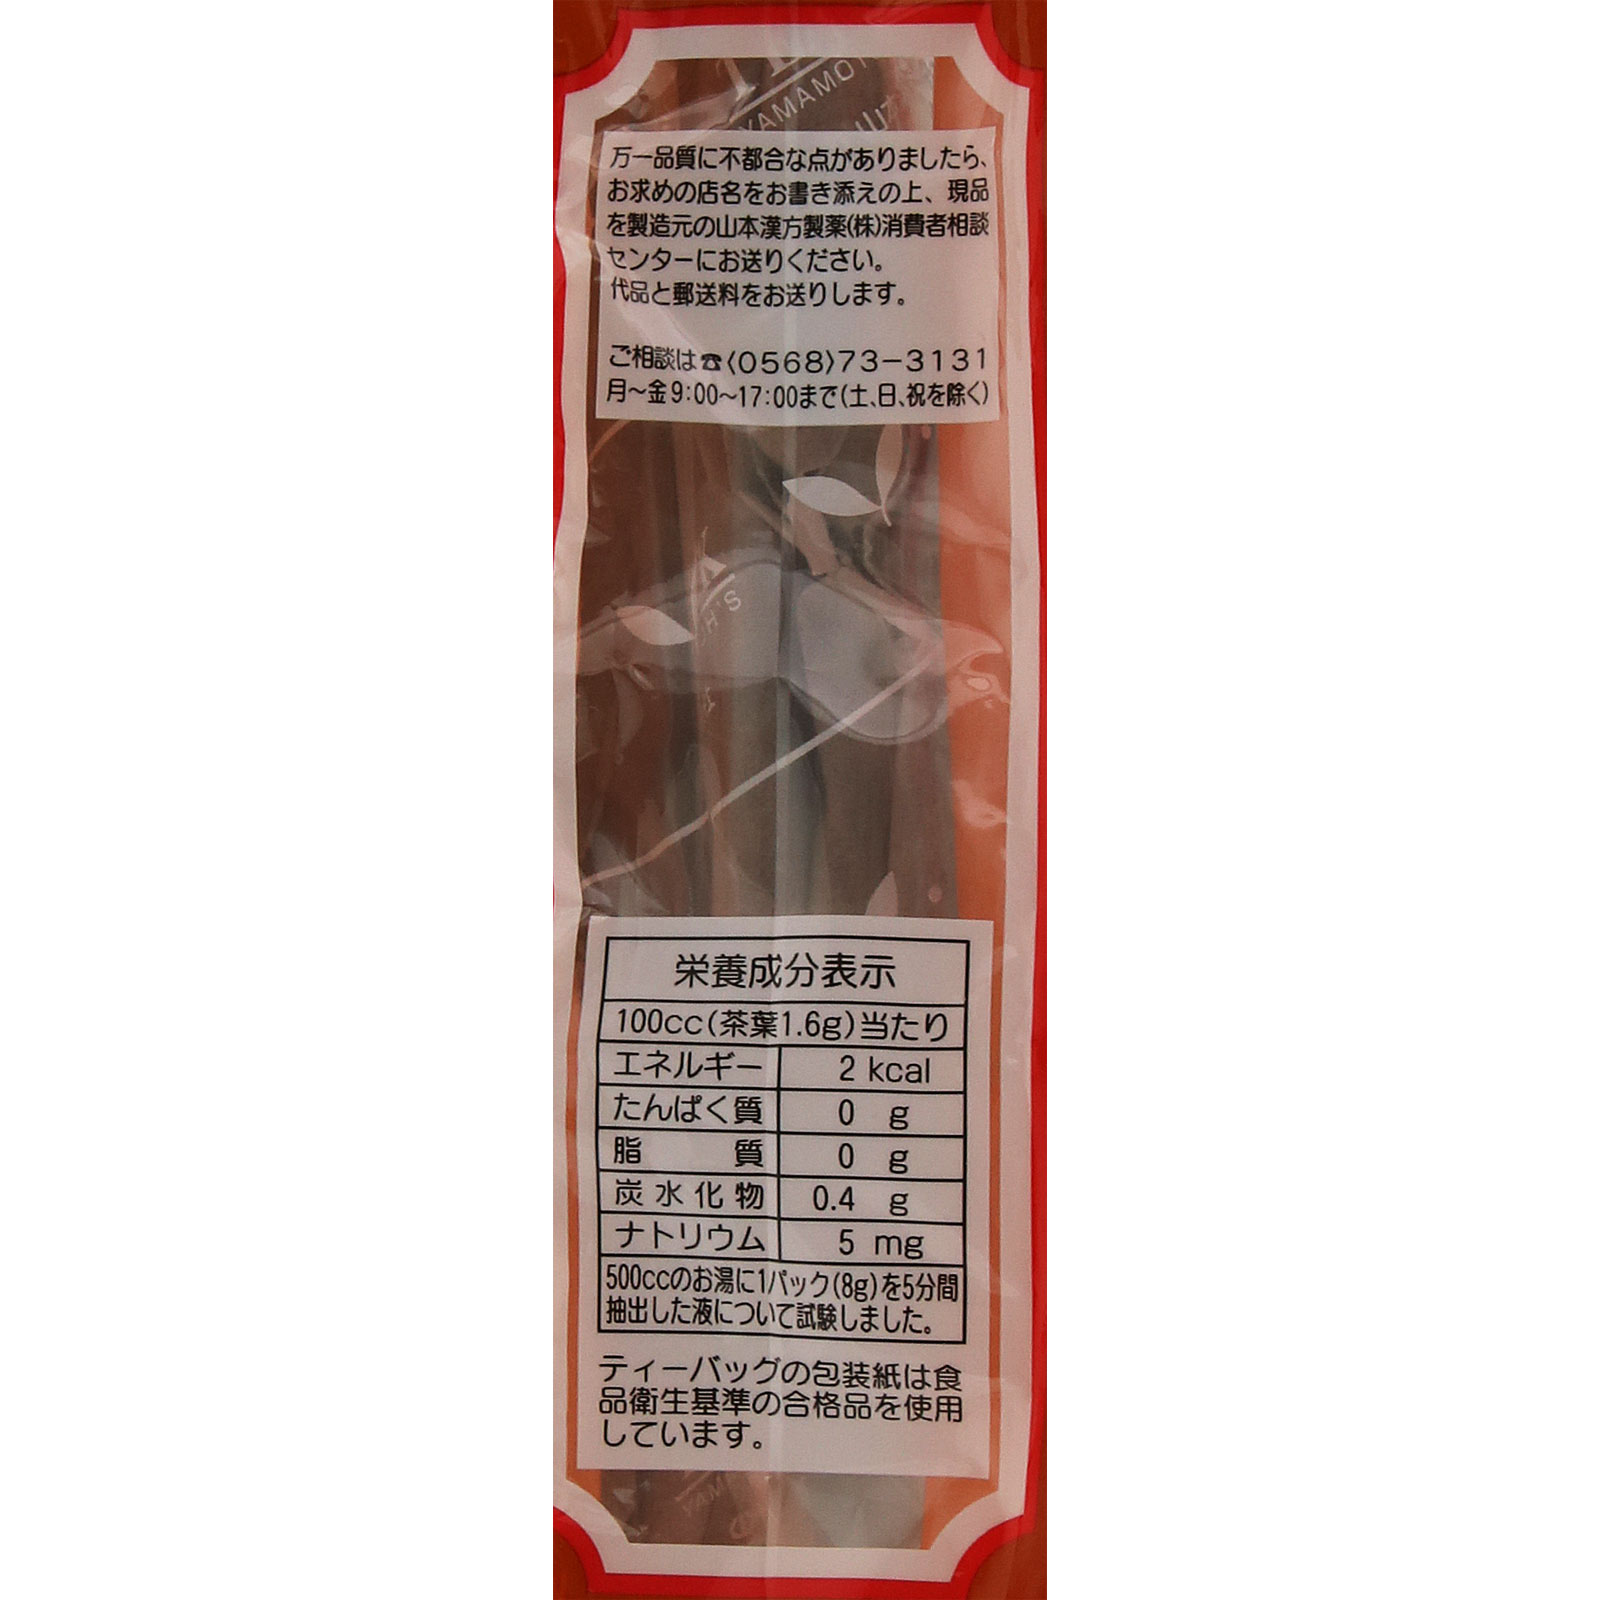 YAMAMOT
山
万一品質に不都合な点がありましたら、
お求めの店名をお書き添えの上、現品
を製造元の山本漢方製薬(株)消費者相談
センターにお送りください。
代品と郵送料をお送りします。
ご相談は☎〈0568〉73−3131
月〜金9:00〜17:00まで(土、日、祝を除く)
H'S
栄養成分表示
100cc(茶葉1.6g)当たり
エネルギー 2 kcal
たんぱく質 0 g
脂質 0 g
炭水化物 0.4 g
ナトリウム 5 mg
500ccのお湯に1パック(8g)を5分間
抽出した液について試験しました。
ティーバッグの包装紙は食
品衛生基準の合格品を使用
しています。
YAM